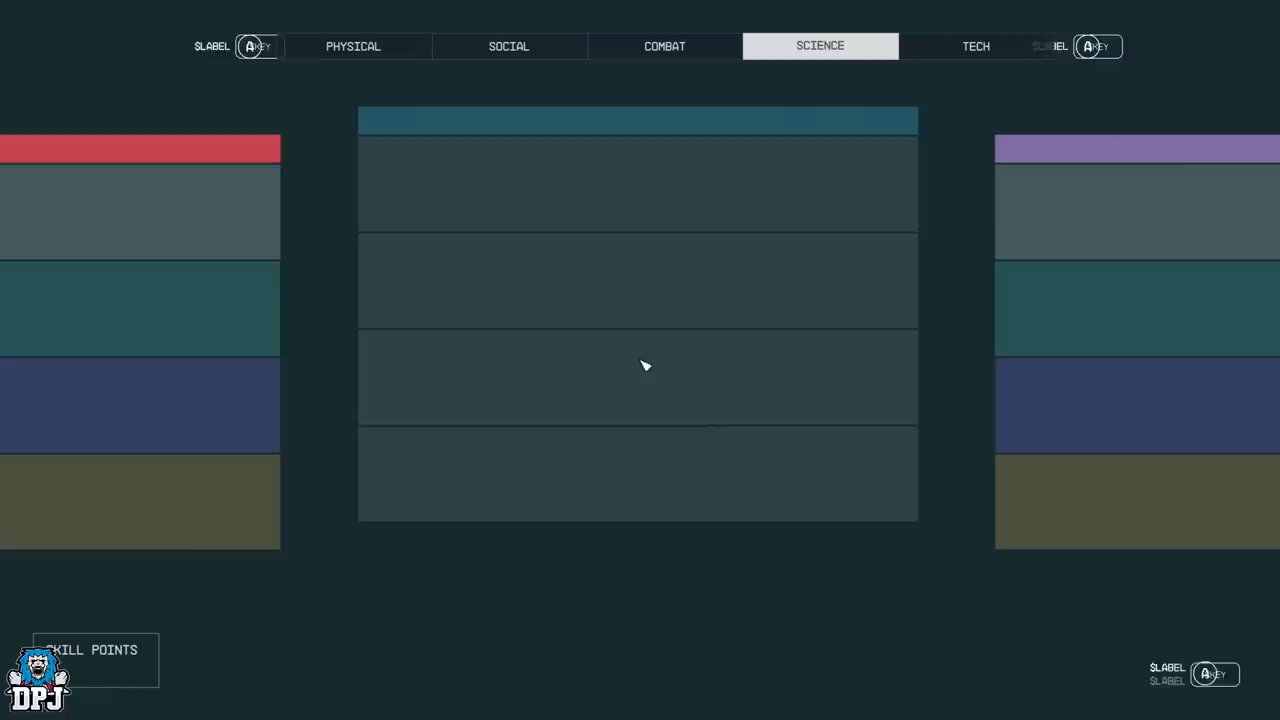 $LABEL
PHYSICAL
SOCIAL
COMBAT
SCIENCE
TECH
SKILL POINTS
DPJ
$LABEL
$LABEL